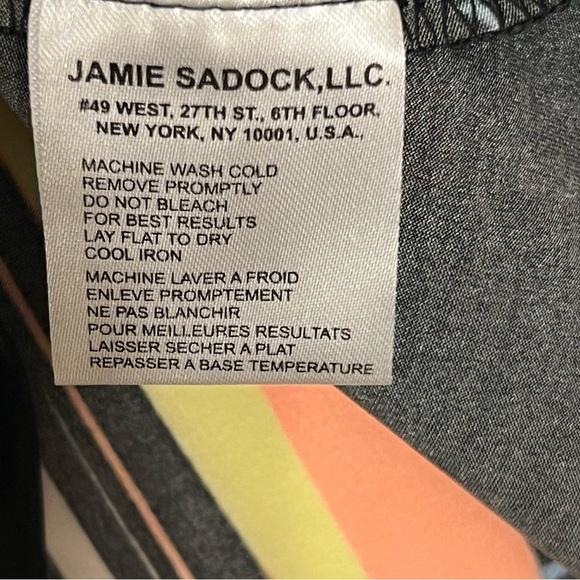 JAMIE SADOCK,LLC.
#49 WEST, 27TH ST., 6TH FLOOR,
NEW YORK, NY 10001, U.S.A.,
MACHINE WASH COLD
REMOVE PROMPTLY
DO NOT BLEACH
FOR BEST RESULTS
LAY FLAT TO DRY
COOL IRON
MACHINE LAVER A FROID
ENLEVE PROMPTEMENT
NE PAS BLANCHIR
POUR MEILLEURES RESULTATS
LAISSER SECHER A PLAT
REPASSER A BASE TEMPERATURE